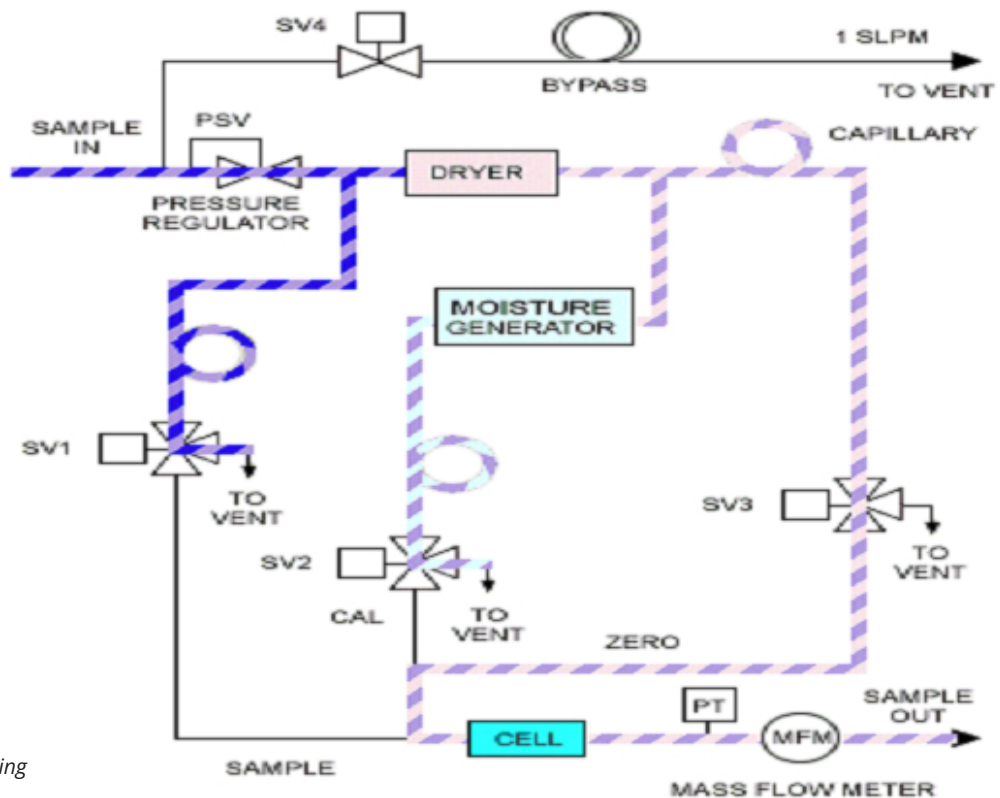 SV4
1 SLPM
BYPASS
TO VENT
SAMPLE
IN
PSV
CAPILLARY
DRYER
PRESSURE
REGULATOR
MOISTURE
GENERATOR
SV1
TO
VENT
SV3
TO
VENT
SV2
CAL
TO
VENT
ZERO
PT
SAMPLE
OUT
CELL
MFM
ing
SAMPLE
MASS FLOW METER